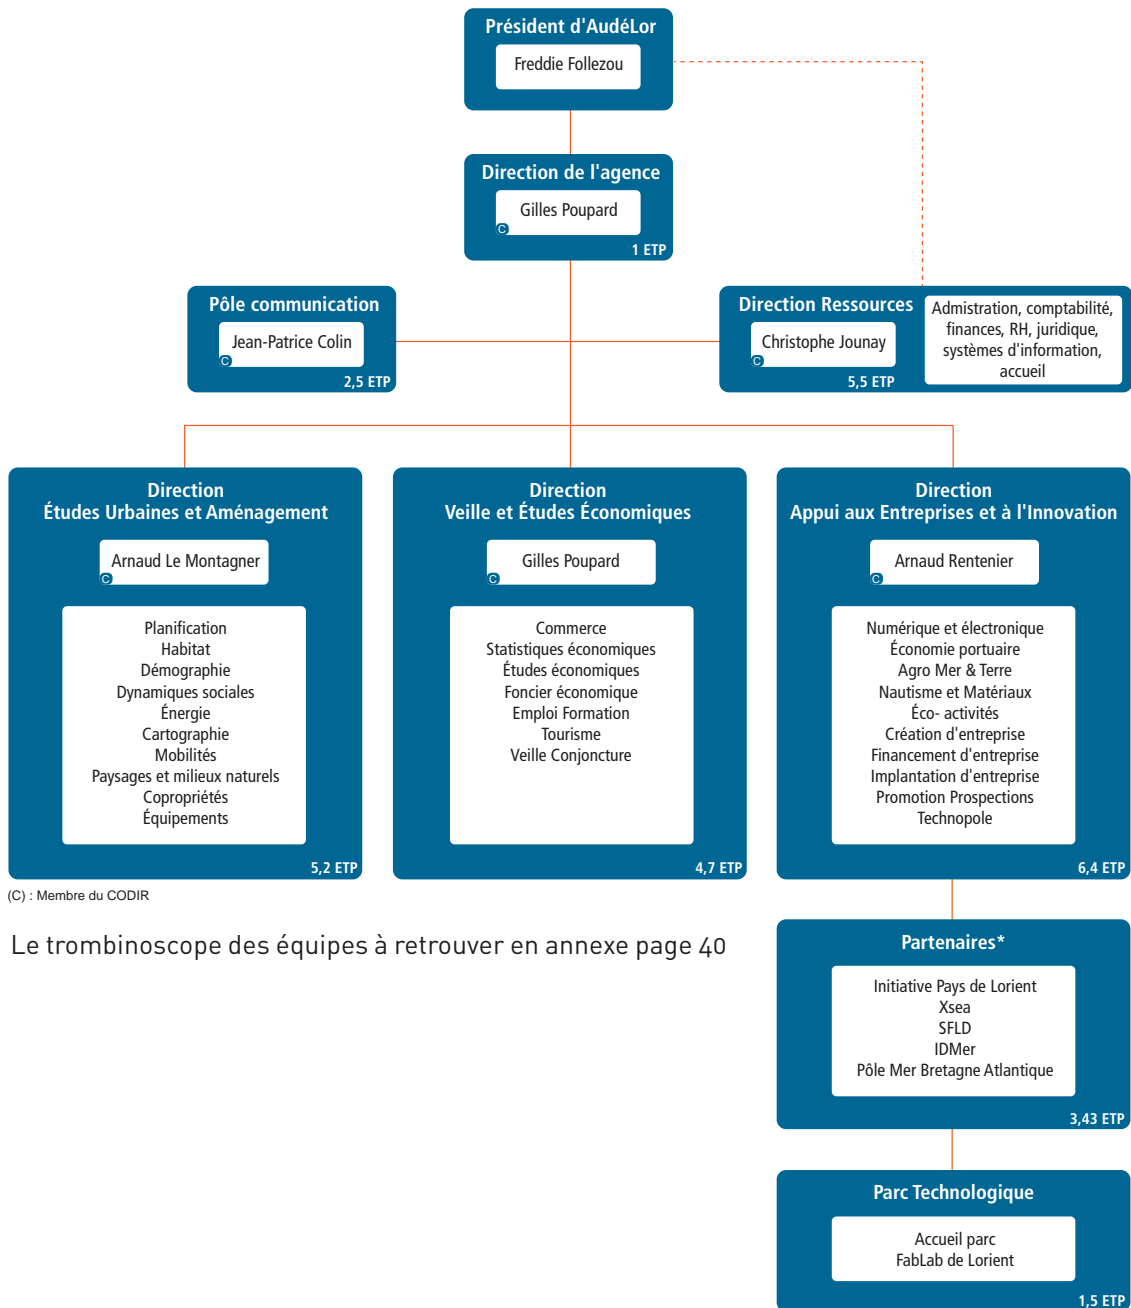 Président d'AudéLor
Freddie Follezou
Direction de l'agence
Gilles Poupard
C
1 ETP
Pôle communication
Jean-Patrice Colin
C
2,5 ETP
Direction Ressources
Christophe Jounay
C
5,5 ETP
Admistration, comptabilité,
finances, RH, juridique,
systèmes d'information,
accueil
Direction
Études Urbaines et Aménagement
Arnaud Le Montagner
C
Planification
Habitat
Démographie
Dynamiques sociales
Énergie
Cartographie
Mobilités
Paysages et milieux naturels
Copropriétés
Équipements
5,2 ETP
Direction
Veille et Études Économiques
Gilles Poupard
C
Commerce
Statistiques économiques
Études économiques
Foncier économique
Emploi Formation
Tourisme
Veille Conjoncture
4,7 ETP
Direction
Appui aux Entreprises et à l'Innovation
Arnaud Rentenier
C
Numérique et électronique
Économie portuaire
Agro Mer & Terre
Nautisme et Matériaux
Éco- activités
Création d'entreprise
Financement d'entreprise
Implantation d'entreprise
Promotion Prospections
Technopole
6,4 ETP
(C) : Membre du CODIR
Le trombinoscope des équipes à retrouver en annexe page 40
Partenaires*
Initiative Pays de Lorient
Xsea
SFLD
IDMer
Pôle Mer Bretagne Atlantique
3,43 ETP
Parc Technologique
Accueil parc
FabLab de Lorient
1,5 ETP